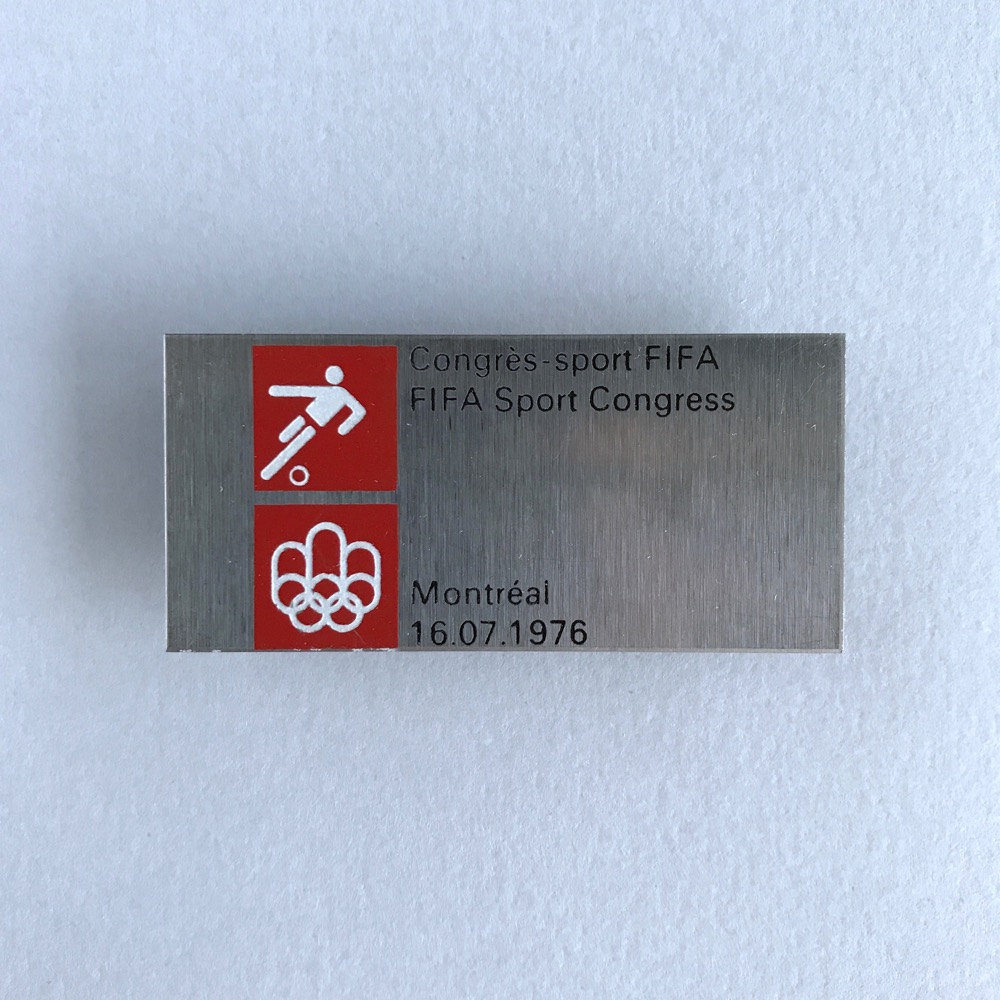 Congrès-sport FIFA
FIFA Sport Congress
Montréal
16.07.1976